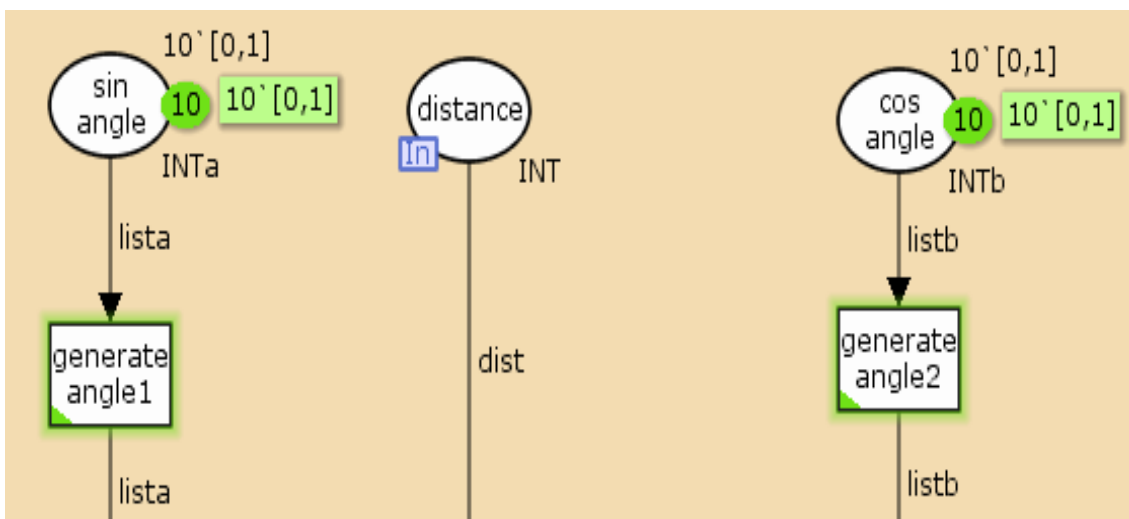 10`[0,1]
sin
angle
10
10`[0,1]
INTa
lista
generate
angle1
lista
distance
In
INT
dist
10`[0,1]
cos
angle
10
10`[0,1]
INTb
listb
generate
angle2
listb